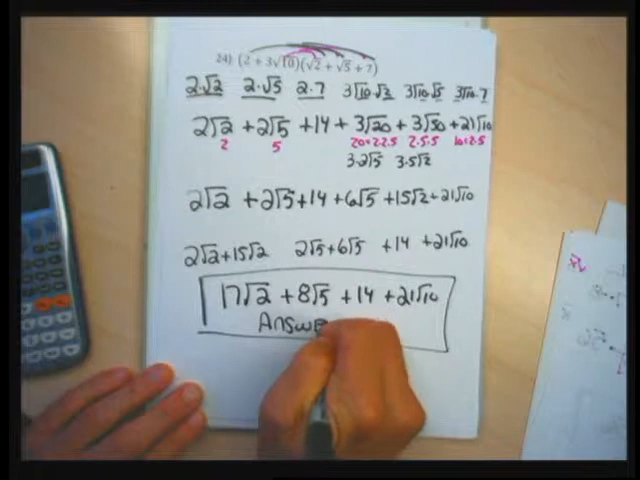 24) (2 + 3√10)(√2 + √5 + 7)
2·√2 2·√5 2·7 3√10·√2 3√10·√5 3√10·7
2√2 + 2√5 + 14 + 3√20 + 3√50 + 21√10
2 5 20=2·2·5 2·5·5 10=2·5
3·2√5 3·5√2
2√2 + 2√5 + 14 + 6√5 + 15√2 + 21√10
2√2 + 15√2 2√5 + 6√5 + 14 + 21√10
17√2 + 8√5 + 14 + 21√10
Answe